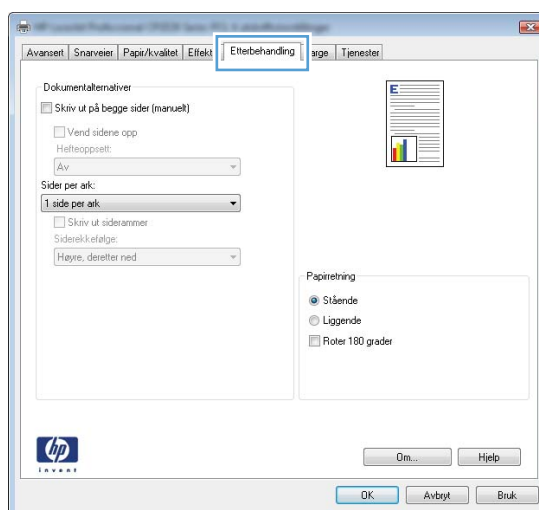 Avansert Snarveier Papir/kvalitet Effekt Etterbehandling arge Tjenester
Dokumentalternativer
Skriv ut på begge sider (manuelt)
Vend sidene opp
Hefteoppsett:
Av
Sider per ark:
1 side per ark
Skriv ut siderammer
Siderekkefølge:
Høyre, deretter ned
E
Papirretning
Stående
Liggende
Roter 180 grader
hp
invent
Om... Hjelp
OK Avbryt Bruk